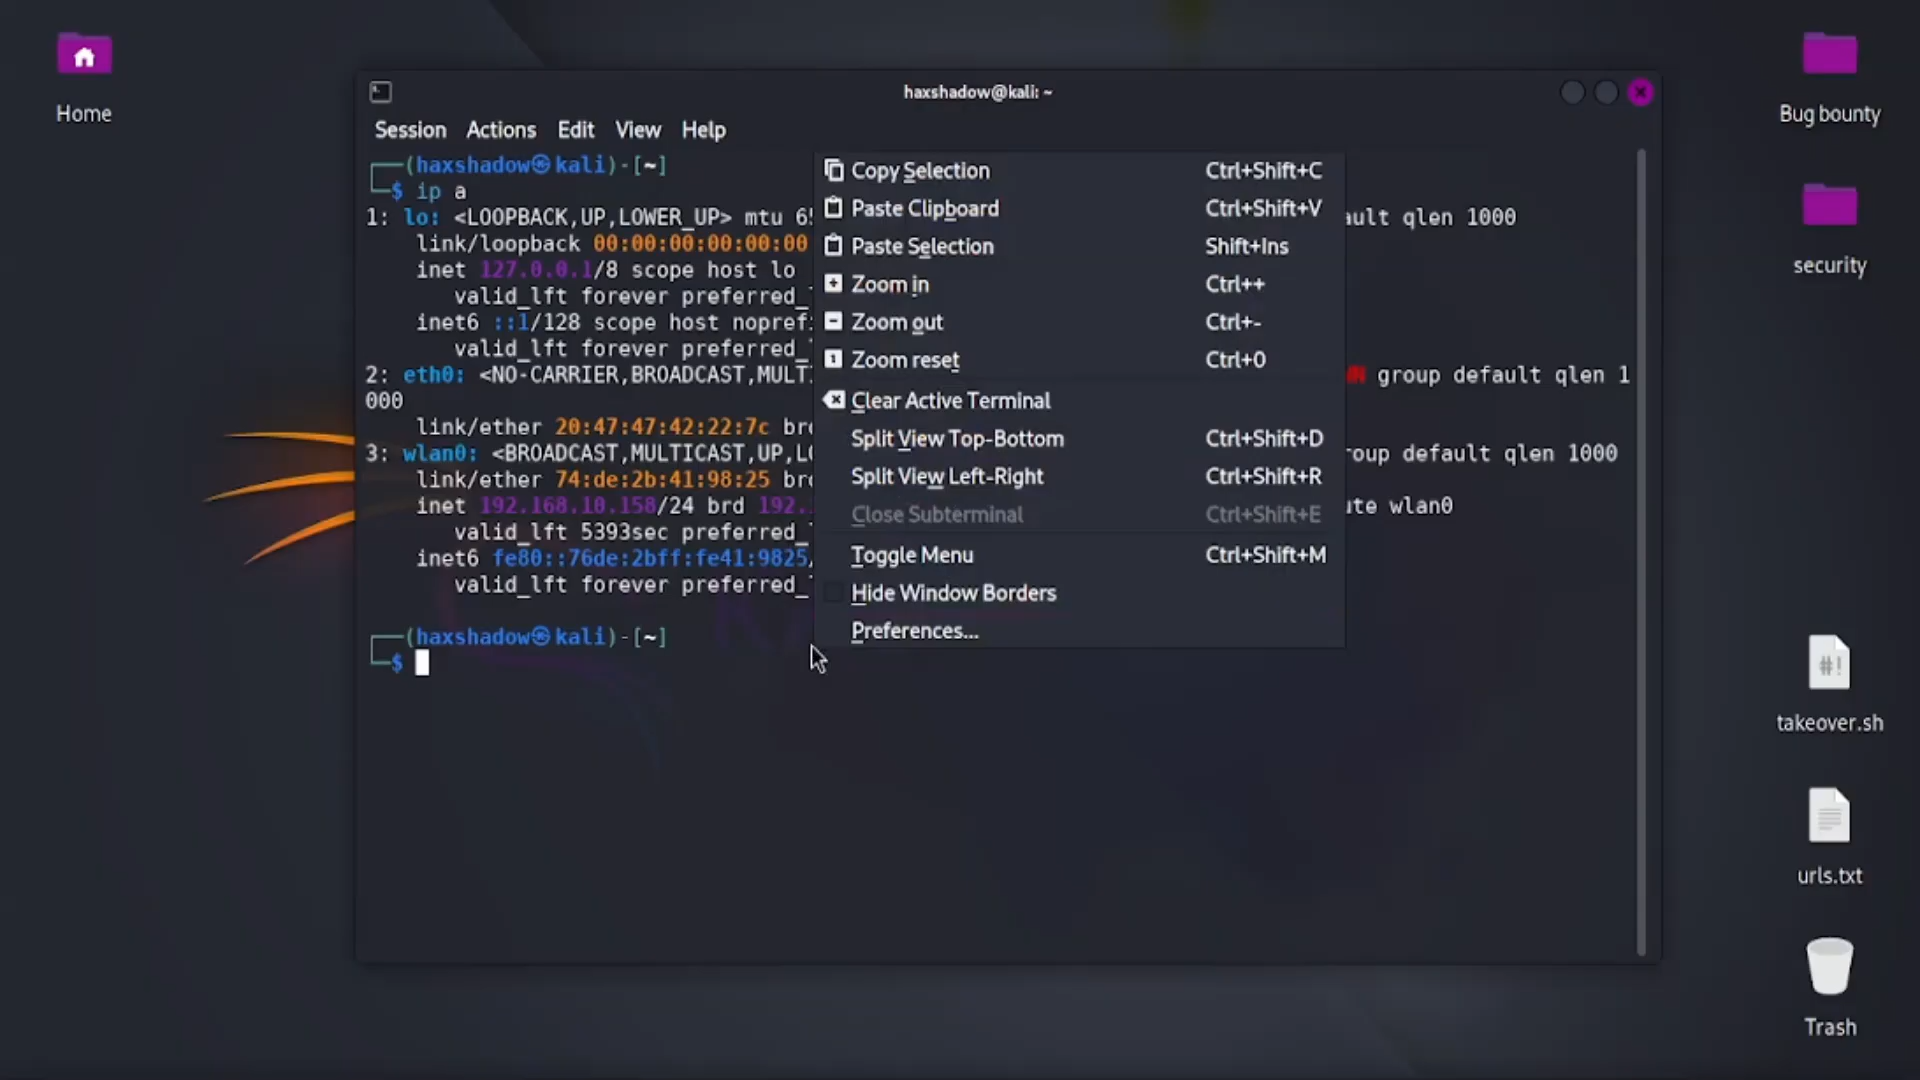 Home
haxshadow@kali: ~
Session Actions Edit View Help
┌──(haxshadow㉿kali)-[~]
└─$ ip a
1: lo: <LOOPBACK,UP,LOWER_UP> mtu 65
ault qlen 1000
link/loopback 00:00:00:00:00:00
inet 127.0.0.1/8 scope host lo
valid_lft forever preferred_
inet6 ::1/128 scope host noprefi
valid_lft forever preferred_
2: eth0: <NO-CARRIER,BROADCAST,MULTI
group default qlen 1
000
link/ether 20:47:47:42:22:7c brd
3: wlan0: <BROADCAST,MULTICAST,UP,LO
roup default qlen 1000
link/ether 74:de:2b:41:98:25 brd
inet 192.168.10.158/24 brd 192.
ute wlan0
valid_lft 5393sec preferred_
inet6 fe80::76de:2bff:fe41:9825/
valid_lft forever preferred_
┌──(haxshadow㉿kali)-[~]
└─$
Copy Selection Ctrl+Shift+C
Paste Clipboard Ctrl+Shift+V
Paste Selection Shift+Ins
Zoom in Ctrl++
Zoom out Ctrl+-
Zoom reset Ctrl+0
Clear Active Terminal
Split View Top-Bottom Ctrl+Shift+D
Split View Left-Right Ctrl+Shift+R
Close Subterminal Ctrl+Shift+E
Toggle Menu Ctrl+Shift+M
Hide Window Borders
Preferences...
Bug bounty
security
takeover.sh
urls.txt
Trash